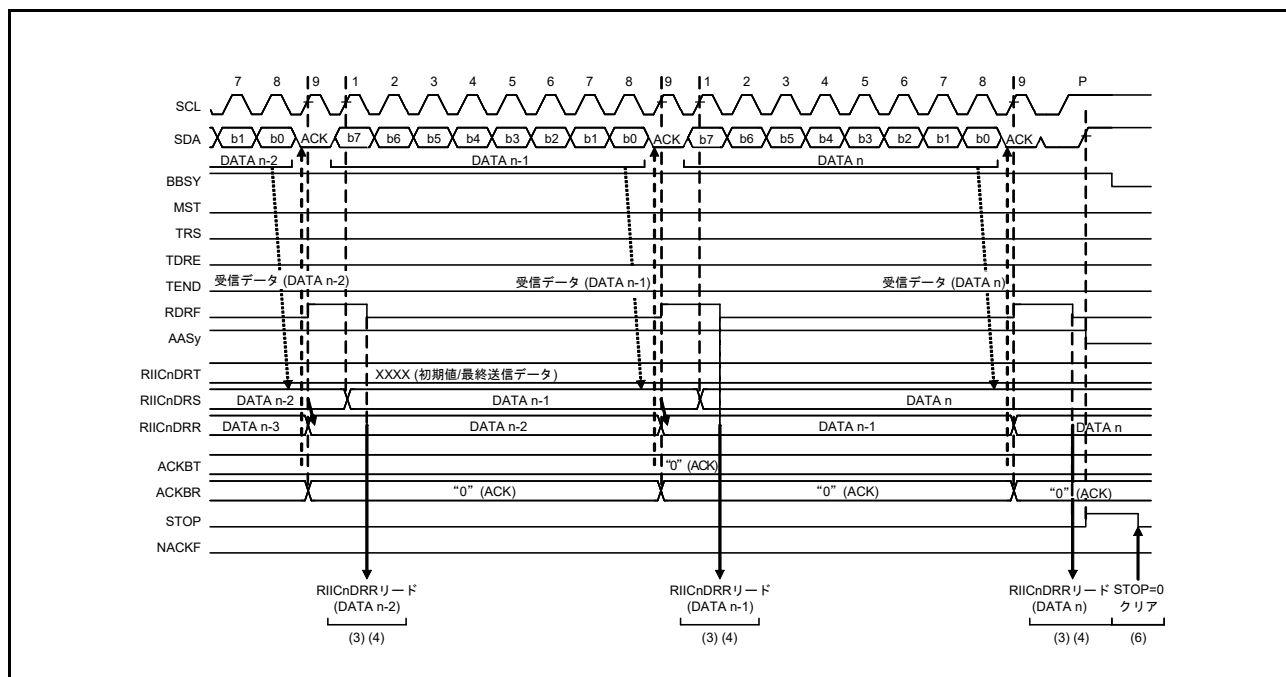 7 8 9 1 2 3 4 5 6 7 8 9 1 2 3 4 5 6 7 8 9 P
SCL
SDA b1 b0 ACK b7 b6 b5 b4 b3 b2 b1 b0 ACK b7 b6 b5 b4 b3 b2 b1 b0 ACK
DATA n-2 DATA n-1 DATA n
BBSY
MST
TRS
TDRE
TEND 受信データ (DATA n-2) 受信データ (DATA n-1) 受信データ (DATA n)
RDRF
AASy
RIICnDRT XXXX (初期値/最終送信データ)
RIICnDRS DATA n-2 DATA n-1 DATA n
RIICnDRR DATA n-3 DATA n-2 DATA n-1 DATA n
ACKBT “0” (ACK)
ACKBR “0” (ACK) “0” (ACK) “0” (ACK)
STOP
NACKF
RIICnDRRリード RIICnDRRリード RIICnDRRリード STOP=0
(DATA n-2) (DATA n-1) (DATA n) クリア
(3) (4) (3) (4) (3) (4) (6)